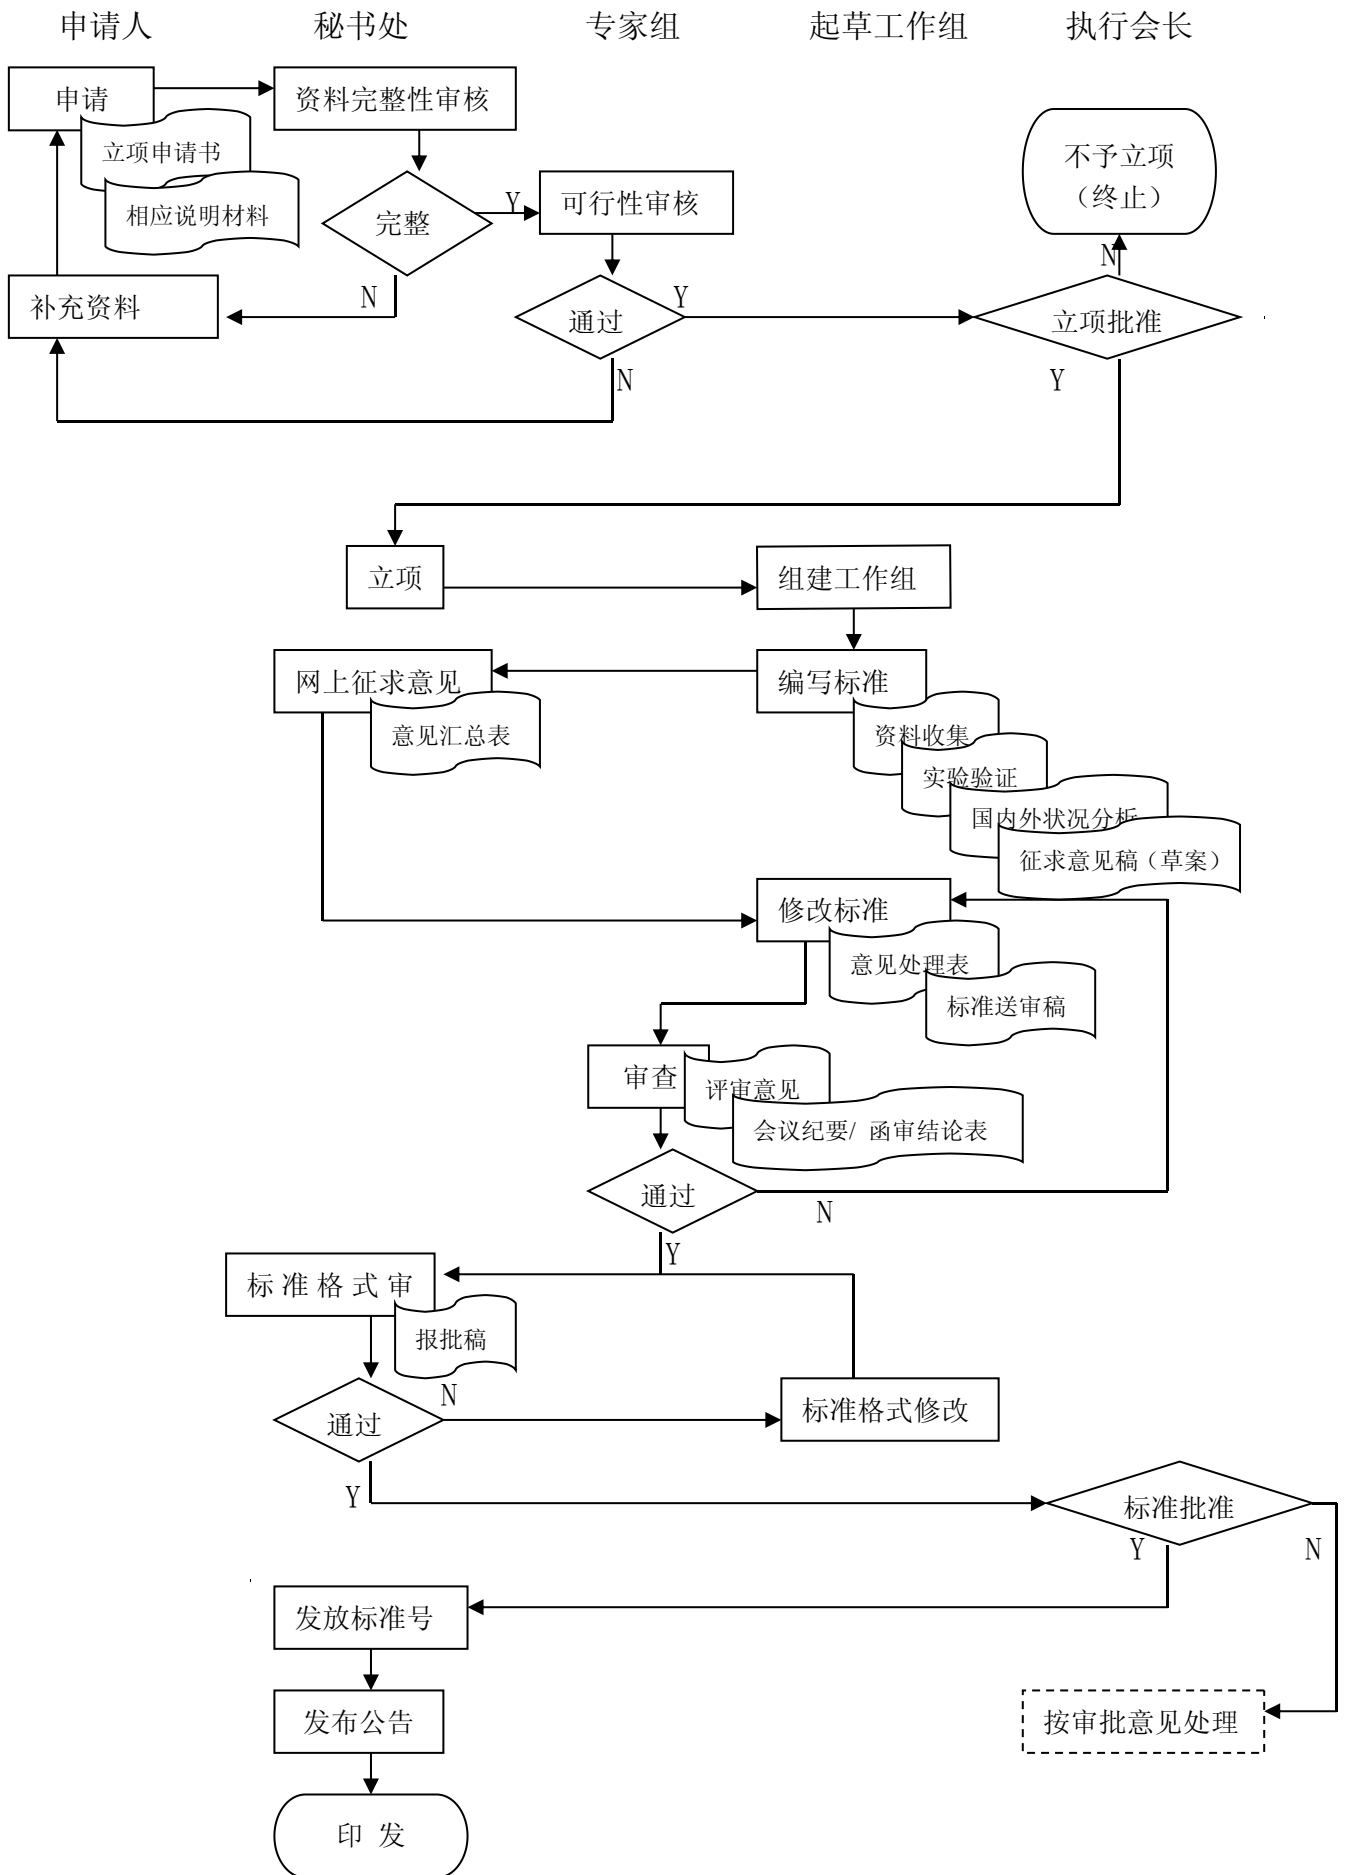 申请人 秘书处 专家组 起草工作组 执行会长
申请 资料完整性审核
立项申请书
相应说明材料
不予立项
（终止）
完整 Y 可行性审核
N
N
补充资料
通过 Y
立项批准
N
Y
立项 组建工作组
网上征求意见 编写标准
意见汇总表 资料收集
实验验证
国内外状况分析
征求意见稿（草案）
修改标准
意见处理表
标准送审稿
审查 评审意见
会议纪要/ 函审结论表
通过
N
Y
标 准 格 式 审
报批稿
N
通过 标准格式修改
Y
标准批准
Y N
发放标准号
发布公告 按审批意见处理
印 发